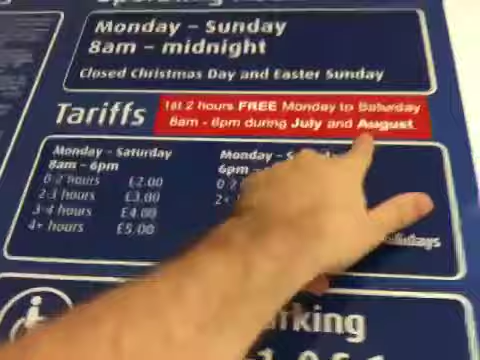 Monday – Sunday
8am – midnight
Closed Christmas Day and Easter Sunday
Tariffs
1st 2 hours FREE Monday to Saturday
8am - 6pm during July and August
Monday – Saturday
8am – 6pm
0-2 hours £2.00
2-3 hours £3.00
3-4 hours £4.00
4+ hours £5.00
Monday
6pm